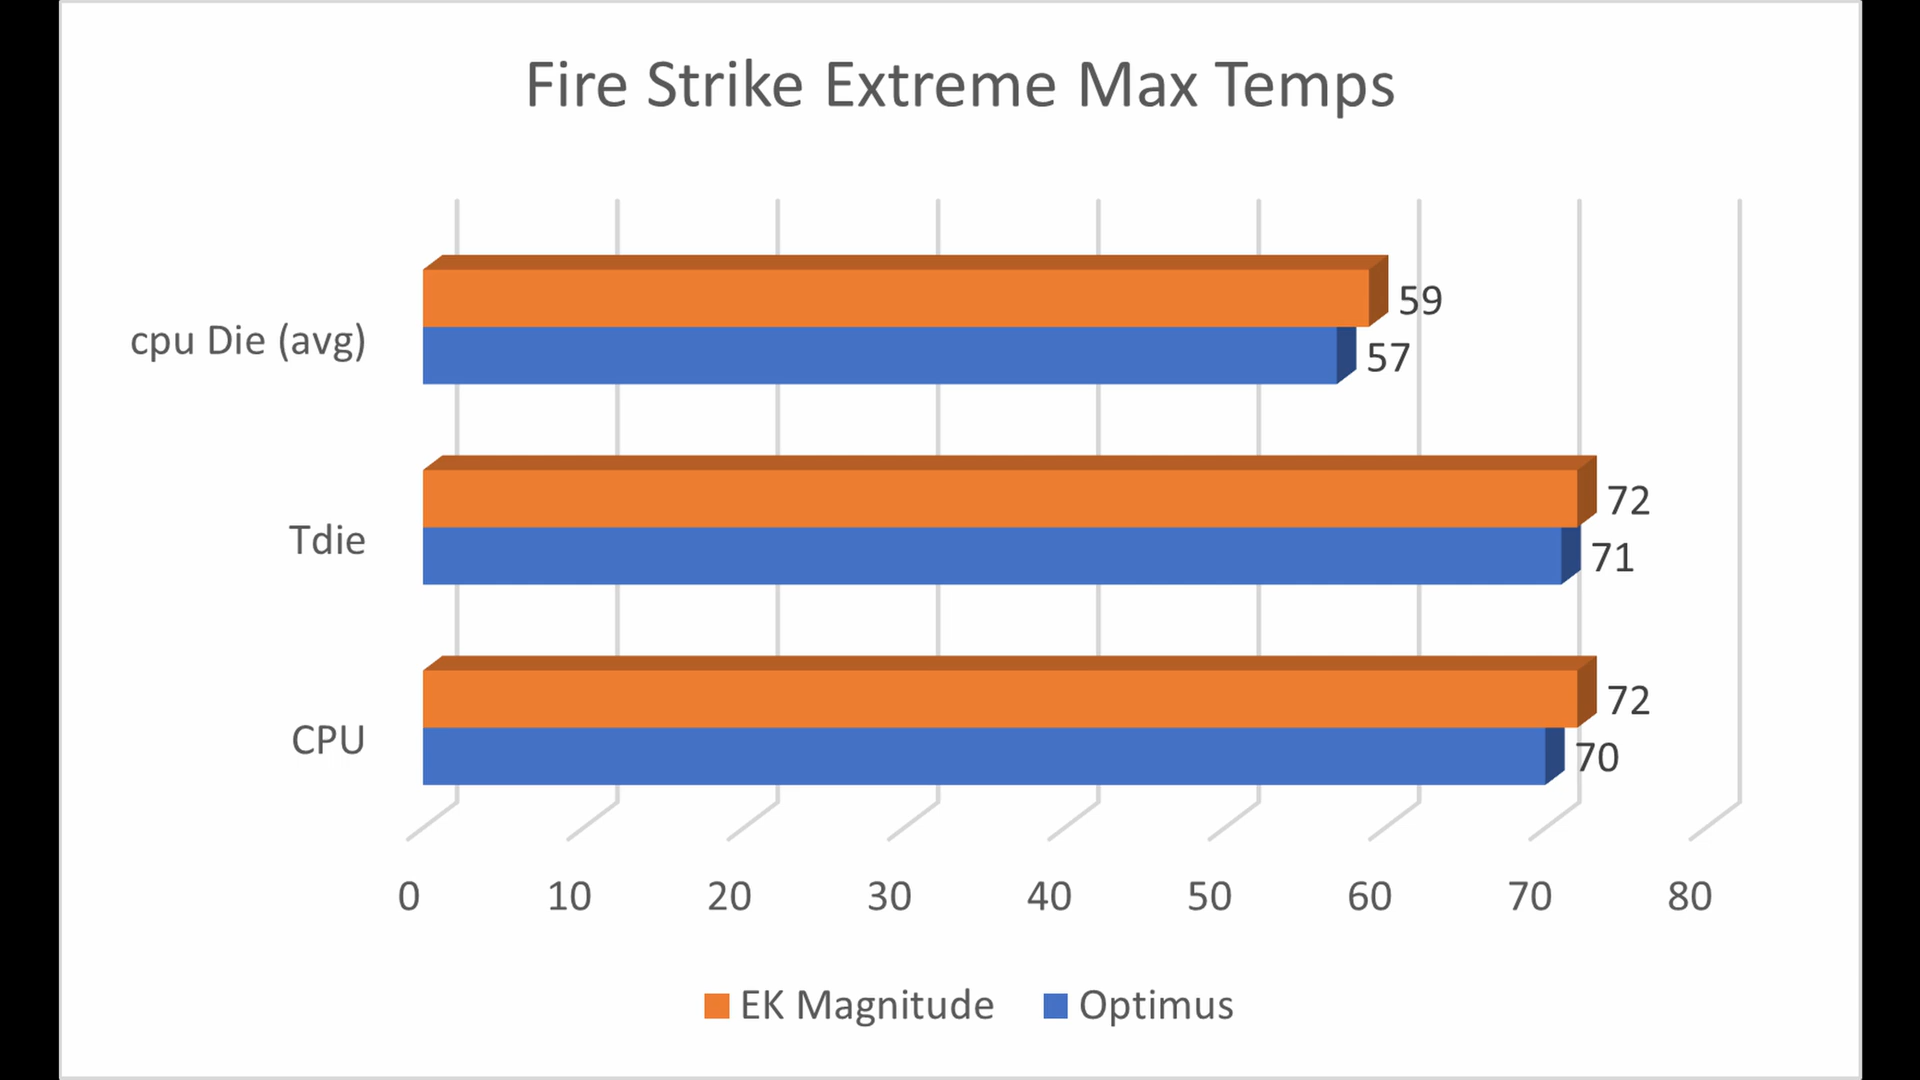 Fire Strike Extreme Max Temps
cpu Die (avg)
59
57
Tdie
72
71
CPU
72
70
0 10 20 30 40 50 60 70 80
EK Magnitude Optimus